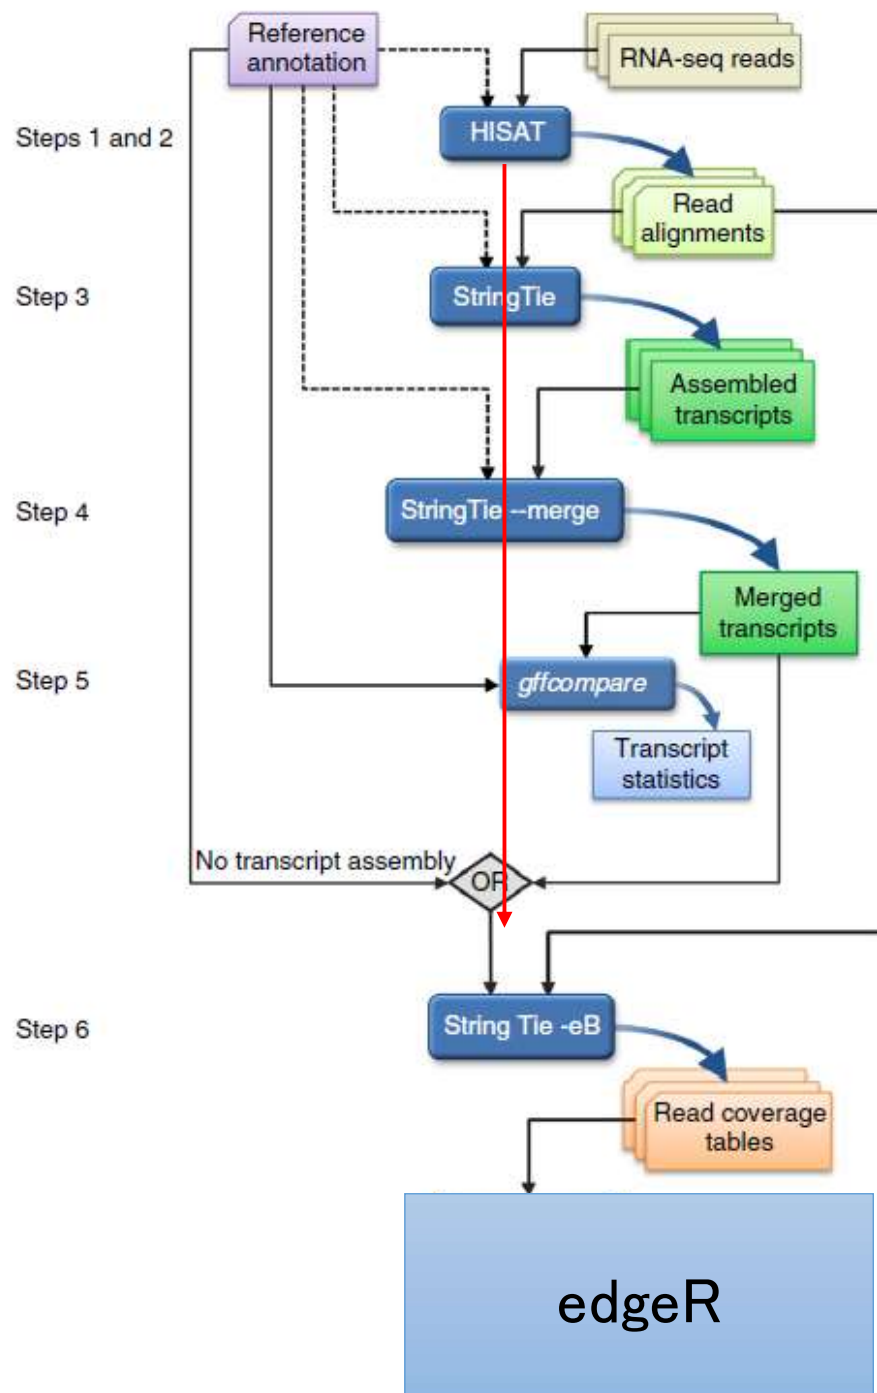 Reference
annotation
RNA-seq reads
Steps 1 and 2
HISAT
Read
alignments
Step 3
StringTie
Assembled
transcripts
Step 4
StringTie --merge
Merged
transcripts
Step 5
gffcompare
Transcript
statistics
No transcript assembly
OR
Step 6
String Tie -eB
Read coverage
tables
edgeR